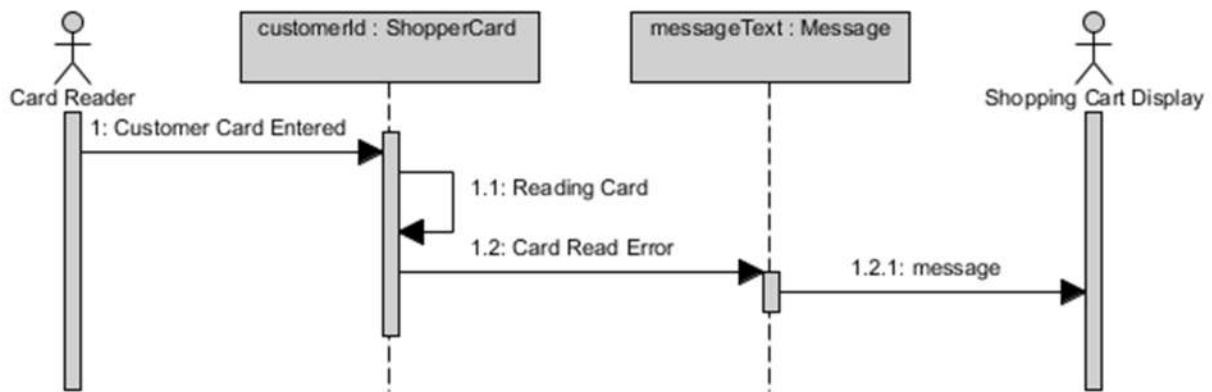 customerId : ShopperCard
messageText : Message
Card Reader
Shopping Cart Display
1: Customer Card Entered
1.1: Reading Card
1.2: Card Read Error
1.2.1: message